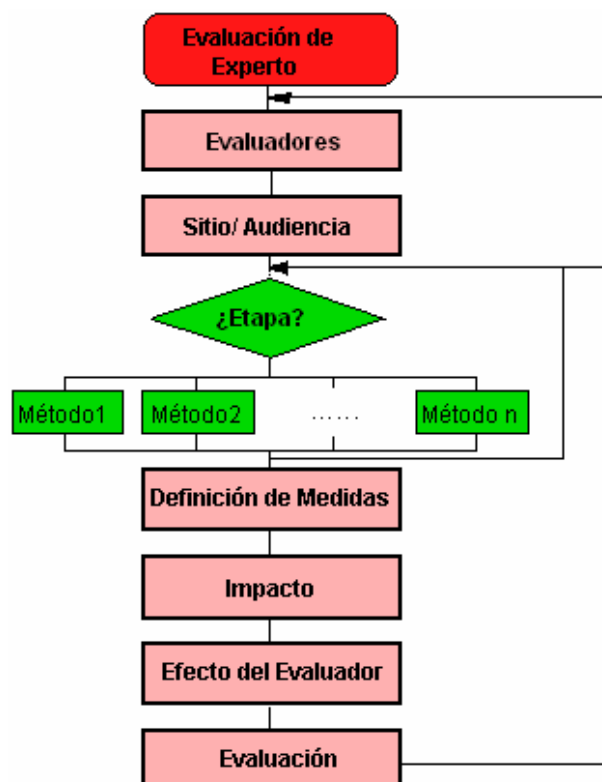 Evaluación de
Experto
Evaluadores
Sitio/ Audiencia
¿Etapa?
Método1
Método2
......
Método n
Definición de Medidas
Impacto
Efecto del Evaluador
Evaluación